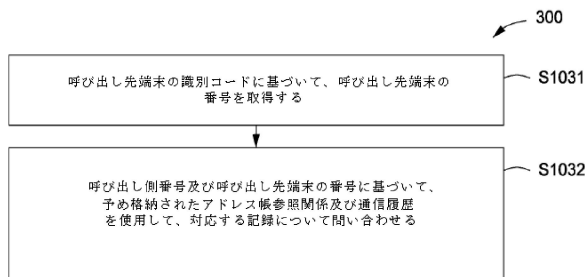 300
呼び出し先端末の識別コードに基づいて、呼び出し先端末の
番号を取得する
S1031
呼び出し側番号及び呼び出し先端末の番号に基づいて、
予め格納されたアドレス帳参照関係及び通信履歴
を使用して、対応する記録について問い合わせる
S1032